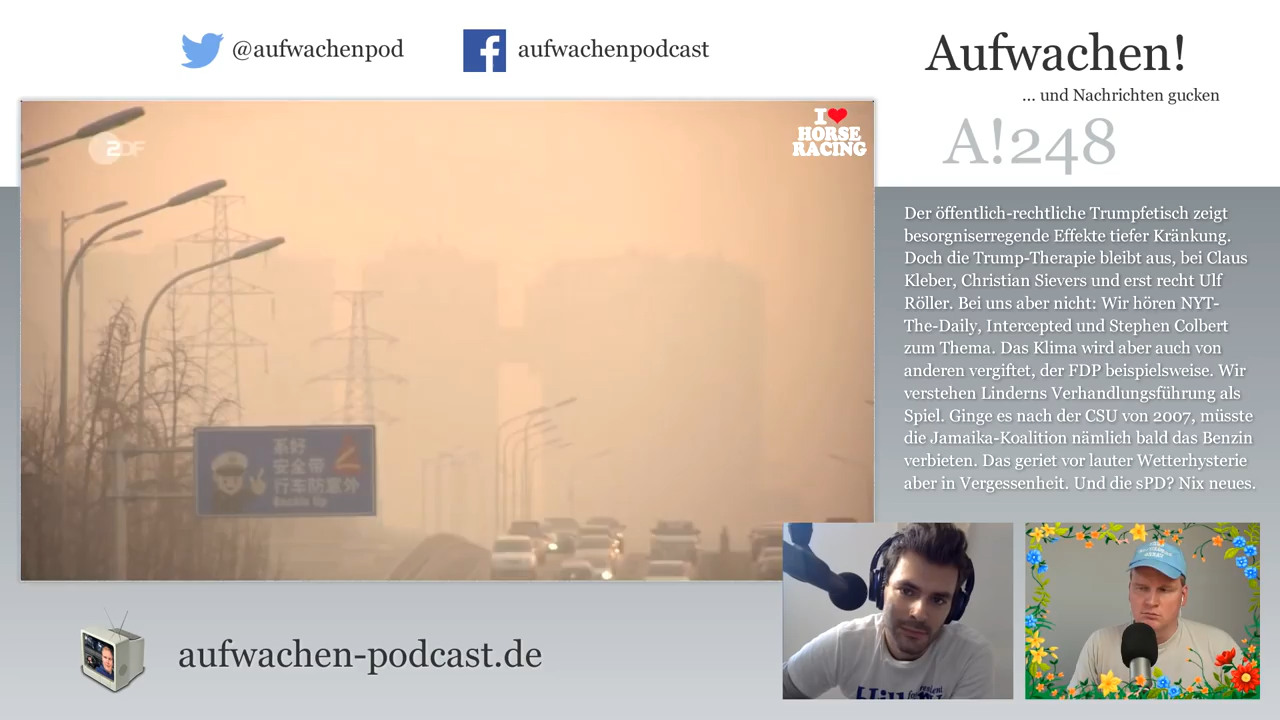 @aufwachenpod
aufwachenpodcast
Aufwachen!
... und Nachrichten gucken
A!248
ZDF
I
HORSE
RACING
Der öffentlich-rechtliche Trumpfetisch zeigt
besorgniserregende Effekte tiefer Kränkung.
Doch die Trump-Therapie bleibt aus, bei Claus
Kleber, Christian Sievers und erst recht Ulf
Röller. Bei uns aber nicht: Wir hören NYT-
The-Daily, Intercepted und Stephen Colbert
zum Thema. Das Klima wird aber auch von
anderen vergiftet, der FDP beispielsweise. Wir
verstehen Linderns Verhandlungsführung als
Spiel. Ginge es nach der CSU von 2007, müsste
die Jamaika-Koalition nämlich bald das Benzin
verbieten. Das geriet vor lauter Wetterhysterie
aber in Vergessenheit. Und die sPD? Nix neues.
系好
安全带
行车防意外
Buckle Up
aufwachen-podcast.de